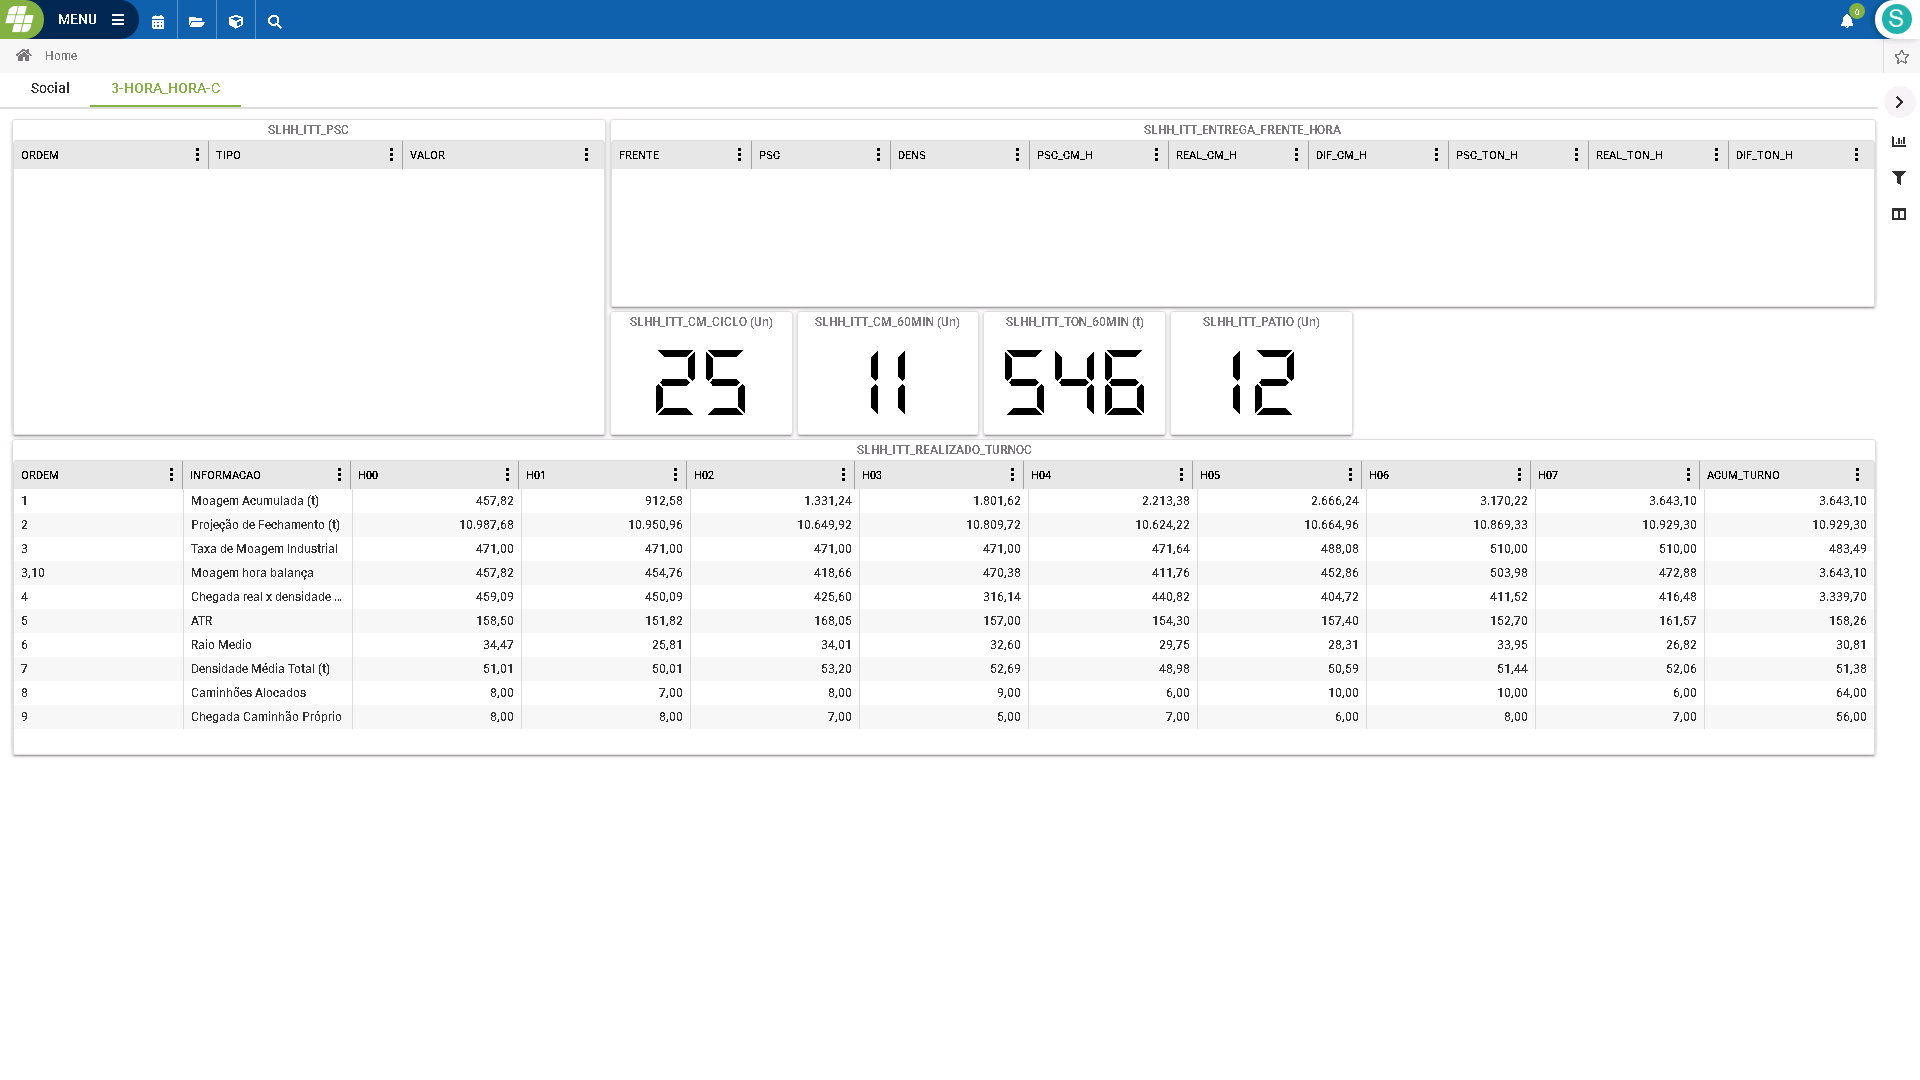 MENU
0
S
Home
Social 3-HORA_HORA-C
SLHH_ITT_PSC
ORDEM TIPO VALOR
SLHH_ITT_ENTREGA_FRENTE_HORA
FRENTE PSC DENS PSC_CM_H REAL_CM_H DIF_CM_H PSC_TON_H REAL_TON_H DIF_TON_H
SLHH_ITT_CM_CICLO (Un)
25
SLHH_ITT_CM_60MIN (Un)
11
SLHH_ITT_TON_60MIN (t)
546
SLHH_ITT_PATIO (Un)
12
SLHH_ITT_REALIZADO_TURNOC
ORDEM INFORMACAO H00 H01 H02 H03 H04 H05 H06 H07 ACUM_TURNO
1 Moagem Acumulada (t) 457,82 912,58 1.331,24 1.801,62 2.213,38 2.666,24 3.170,22 3.643,10 3.643,10
2 Projeção de Fechamento (t) 10.987,68 10.950,96 10.649,92 10.809,72 10.624,22 10.664,96 10.869,33 10.929,30 10.929,30
3 Taxa de Moagem Industrial 471,00 471,00 471,00 471,00 471,64 488,08 510,00 510,00 483,49
3,10 Moagem hora balança 457,82 454,76 418,66 470,38 411,76 452,86 503,98 472,88 3.643,10
4 Chegada real x densidade ... 459,09 450,09 425,60 316,14 440,82 404,72 411,52 416,48 3.339,70
5 ATR 158,50 151,82 168,05 157,00 154,30 157,40 152,70 161,57 158,26
6 Raio Medio 34,47 25,81 34,01 32,60 29,75 28,31 33,95 26,82 30,81
7 Densidade Média Total (t) 51,01 50,01 53,20 52,69 48,98 50,59 51,44 52,06 51,38
8 Caminhões Alocados 8,00 7,00 8,00 9,00 6,00 10,00 10,00 6,00 64,00
9 Chegada Caminhão Próprio 8,00 8,00 7,00 5,00 7,00 6,00 8,00 7,00 56,00